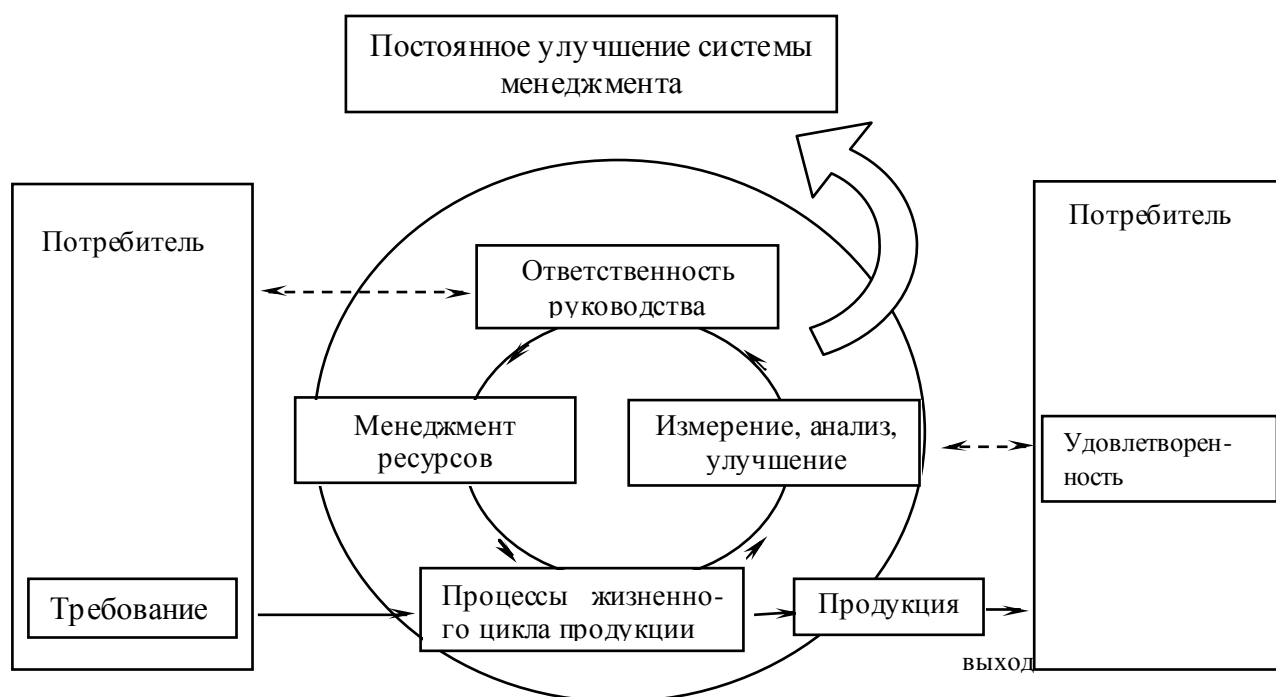 Постоянное улучшение системы
менеджмента
Потребитель
Потребитель
Ответственность
руководства
Менеджмент
ресурсов
Измерение, анализ,
улучшение
Удовлетворен-
ность
Требование
Процессы жизненно-
го цикла продукции
Продукция
выход